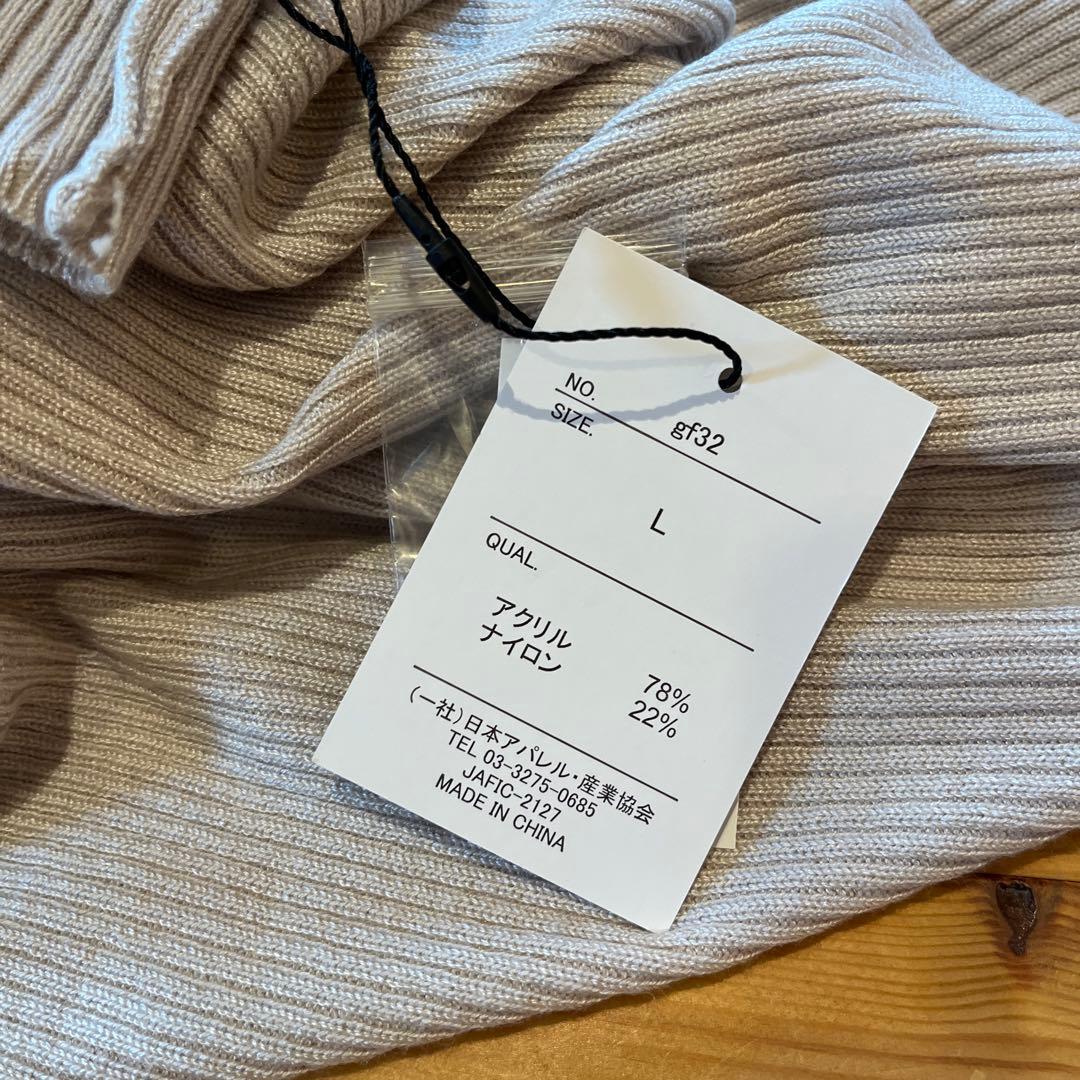 NO. gf32
SIZE.
L
QUAL.
アクリル 78%
ナイロン 22%
(一社)日本アパレル・産業協会
TEL 03-3275-0685
JAFIC-2127
MADE IN CHINA